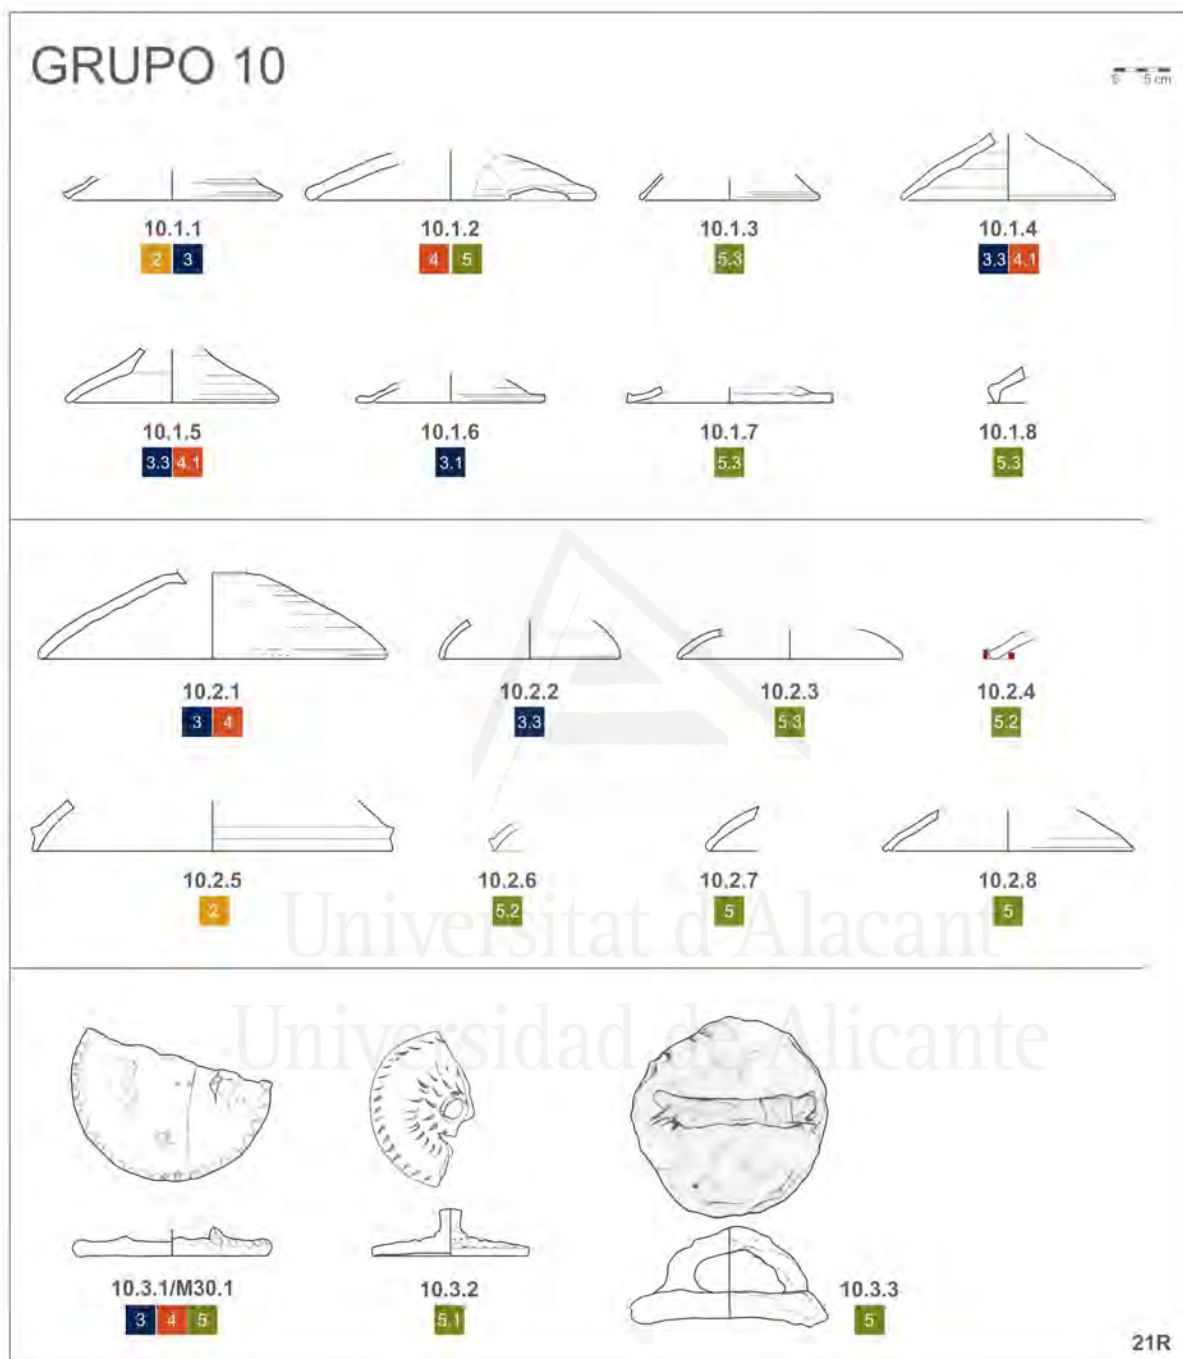 GRUPO 10
0 5 cm
10.1.1 10.1.2 10.1.3 10.1.4
2 3 4 5 5.3 3.3 4.1
10.1.5 10.1.6 10.1.7 10.1.8
3.3 4.1 3.1 5.3 5.3
10.2.1 10.2.2 10.2.3 10.2.4
3 4 3.3 5.3 5.2
10.2.5 10.2.6 10.2.7 10.2.8
2 5.2 5 5
Universitat d'Alacant
Universidad de Alicante
10.3.1/M30.1 10.3.2 10.3.3
3 4 5 5.1 5
21R